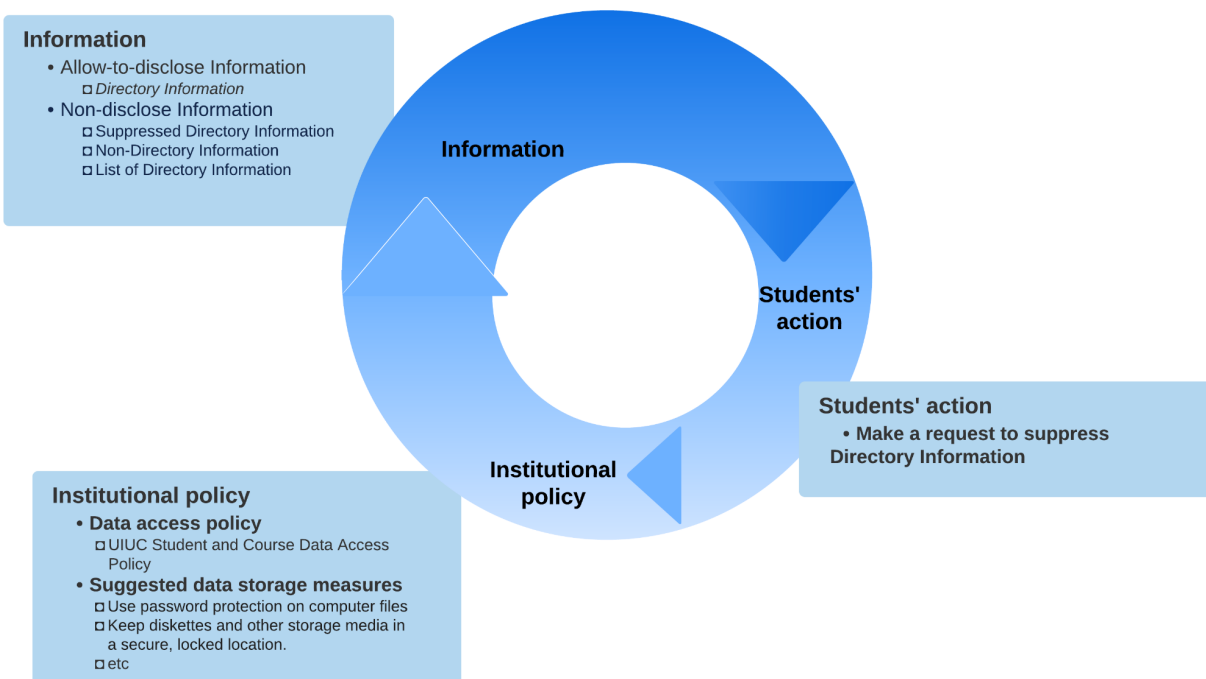 Information
• Allow-to-disclose Information
◘ Directory Information
• Non-disclose Information
◘ Suppressed Directory Information
◘ Non-Directory Information
◘ List of Directory Information
Information
Students'
action
Students' action
• Make a request to suppress
Directory Information
Institutional
policy
Institutional policy
• Data access policy
◘ UIUC Student and Course Data Access
Policy
• Suggested data storage measures
◘ Use password protection on computer files
◘ Keep diskettes and other storage media in
a secure, locked location.
◘ etc